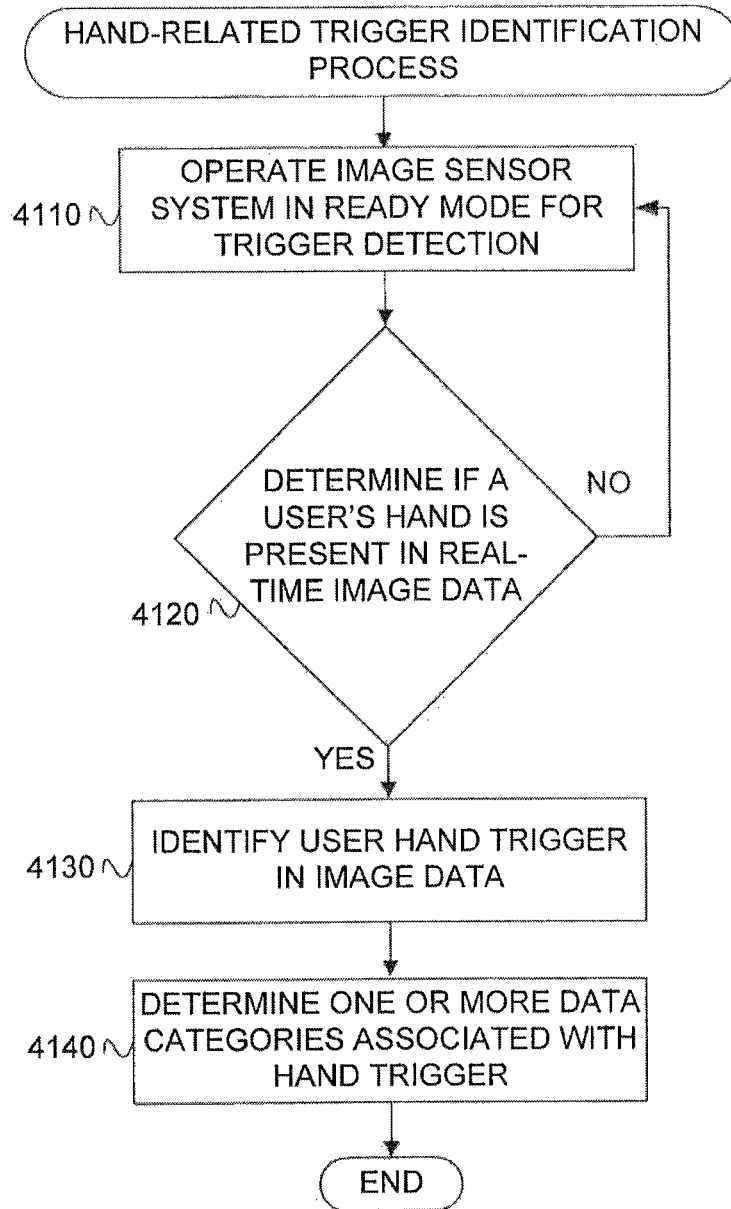 HAND-RELATED TRIGGER IDENTIFICATION
PROCESS
4110
OPERATE IMAGE SENSOR
SYSTEM IN READY MODE FOR
TRIGGER DETECTION
DETERMINE IF A
USER'S HAND IS
PRESENT IN REAL-
TIME IMAGE DATA
NO
4120
YES
4130
IDENTIFY USER HAND TRIGGER
IN IMAGE DATA
4140
DETERMINE ONE OR MORE DATA
CATEGORIES ASSOCIATED WITH
HAND TRIGGER
END